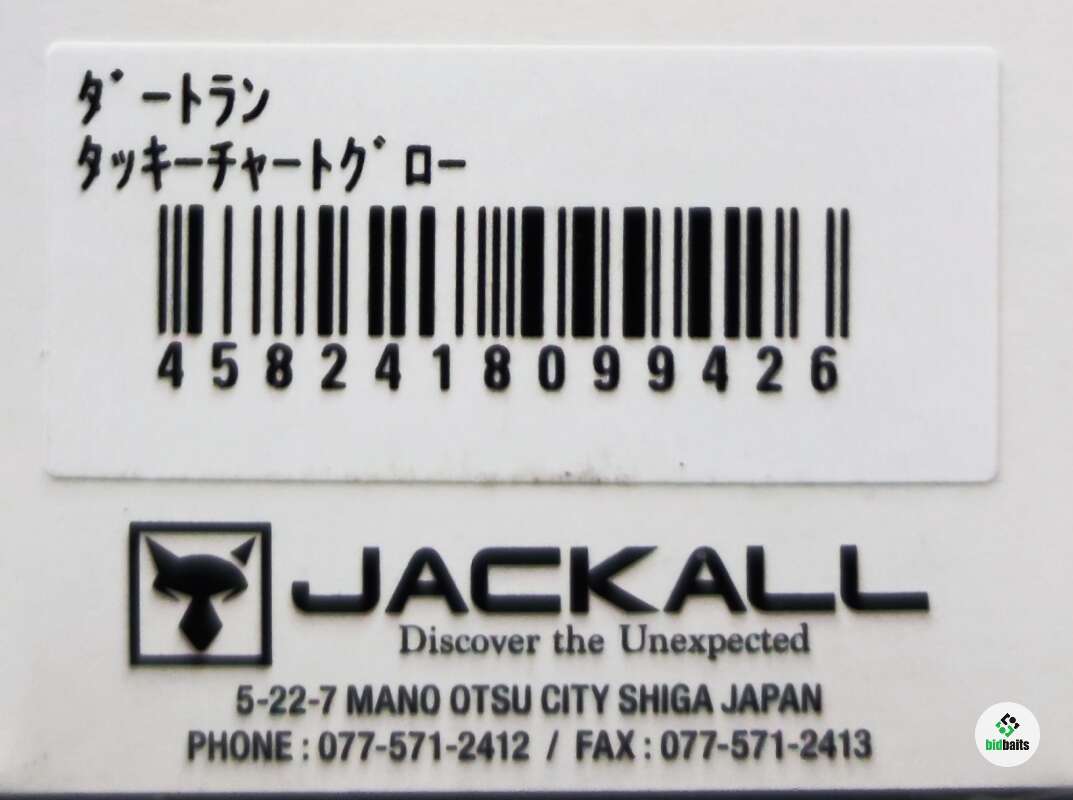 ﾀﾞｰﾄﾗﾝ
ﾀｯｷｰﾁｬｰﾄｸﾞﾛｰ
4582418099426
JACKALL
Discover the Unexpected
5-22-7 MANO OTSU CITY SHIGA JAPAN
PHONE : 077-571-2412 / FAX : 077-571-2413
bidbaits